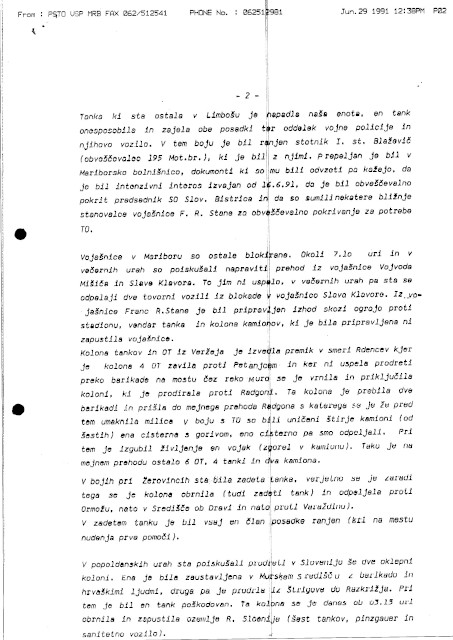 From : PSTO VGP MRB FAX 062/512541 PHONE No. : 062512981 Jun.29 1991 12:38PM P02
- 2 -
Tanka ki sta ostala v Limbošu je napadla naša enota, en tank
onesposobila in zajela obe posadki ter oddelek vojne policije in
njihovo vozilo. V tem boju je bil ranjen stotnik I. st. Blažević
(obveščevalec 195 Mot.br.), ki je bil z njimi. Prepeljan je bil v
Mariborsko bolnišnico, dokumenti ki so mu bili odvzeti pa kažejo, da
je bil intenzivni interes izvajan od 16.6.91, da je bil obveščevalno
pokrit predsednik SO Slov. Bistrica in da so sumili nekatere bližnje
stanovalce vojašnice F. R. Stane za obveščevalno pokrivanje za potrebe
TO.
Vojašnice v Mariboru so ostale blokirane. Okoli 7.lo uri in v
večernih urah so poiskušali napraviti prehod iz vojašnice Vojvoda
Mišića in Slava Klavora. To jim ni uspelo, v večernih urah pa sta se
odpeljali dve tovorni vozili iz blokade v vojašnico Slava Klavora. Iz vo-
jašnice Franc R.Stane je bil pripravljen izhod skozi ograjo proti
stadionu, vendar tanka in kolona kamionov, ki je bila pripravljena ni
zapustila vojašnice.
Kolona tankov in OT iz Veržeja je izvedla premik v smeri Rdencev kjer
je kolona 4 OT zavila proti Petanjcem in ker ni uspela prodreti
preko barikade na mostu čez reko Muro se je vrnila in priključila
koloni, ki je prodirala proti Radgoni. Ta kolona je prebila dve
barikadi in prišla do mejnega prehoda Radgona s katerega se je že pred
tem umaknila milica v boju s TO so bili uničeni štirje kamioni (od
šestih) ena cisterna s gorivom, eno cisterno pa smo odpeljali. Pri
tem je izgubil življenje en vojak (zgorel v kamionu). Tako je na
mejnem prehodu ostalo 6 OT, 4 tanki in dva kamiona.
V bojih pri Žerovincih sta bila zadeta tanka, verjetno se je zaradi
tega se je kolona obrnila (tudi zadeti tank) in odpeljala proti
Ormožu, nato v Središče ob Dravi in nato proti Varaždinu).
V zadetem tanku je bil vsaj en član posadke ranjen (kri na mestu
nudenja prve pomoči).
V popoldanskih urah sta poiskušali prodreti v Slovenijo še dve oklepni
koloni. Ena je bila zaustavljena v Murskem središču z barikado in
hrvaškimi ljudmi, druga pa je prodrla iz Štrigove do Razkrižja. Pri
tem je bil en tank poškodovan. Ta kolona se je danes ob 03.15 uri
obrnila in zapustila ozemlje R. Slovenije (šest tankov, pinzgauer in
sanitetno vozilo).